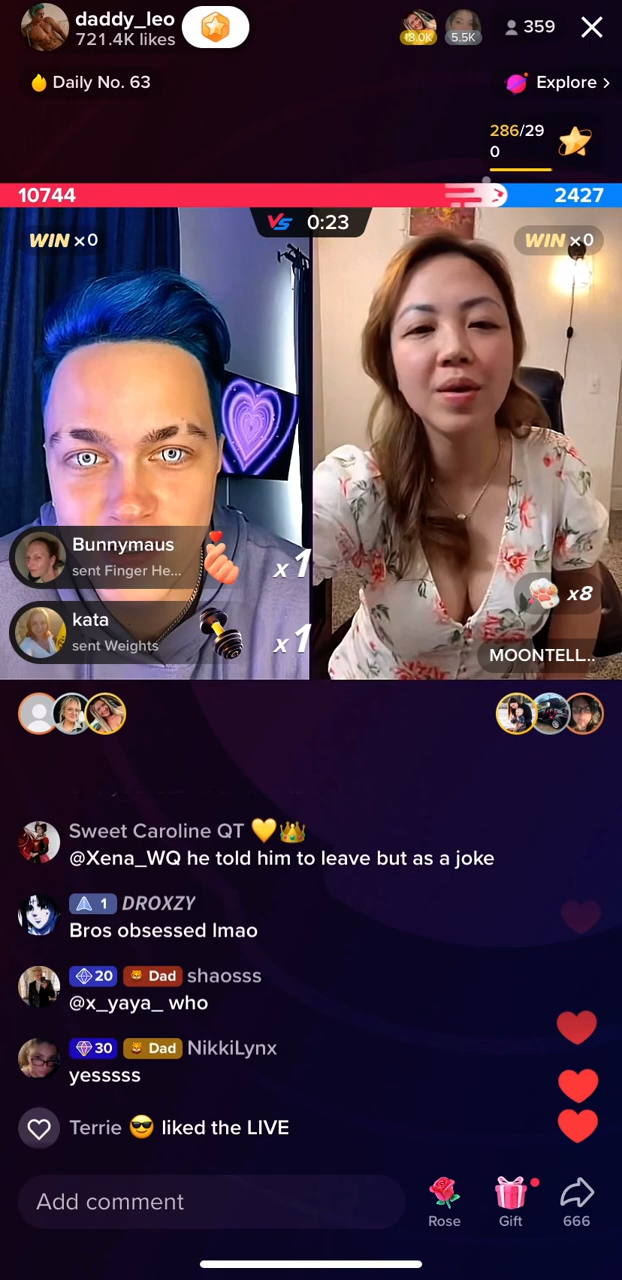 daddy_leo
721.4K likes
18.0K
5.5K
359
Daily No. 63
Explore >
286/29
0
10744
2427
VS 0:23
WIN x0
WIN x0
Bunnymaus
sent Finger He...
x1
kata
sent Weights
x1
x8
MOONTELL...
Sweet Caroline QT 💛👑
@Xena_WQ he told him to leave but as a joke
1 DROXZY
Bros obsessed lmao
20 Dad shaosss
@x_yaya_ who
30 Dad NikkiLynx
yesssss
Terrie 😎 liked the LIVE
Add comment
Rose
Gift
666